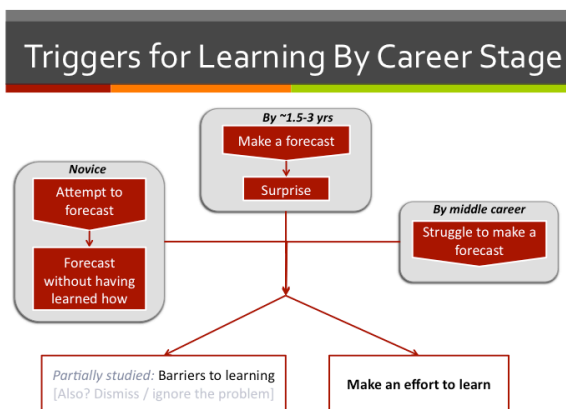 Triggers for Learning By Career Stage
By ~1.5-3 yrs
Make a forecast
Surprise
Novice
Attempt to
forecast
Forecast
without having
learned how
By middle career
Struggle to make a
forecast
Partially studied: Barriers to learning
[Also? Dismiss / ignore the problem]
Make an effort to learn